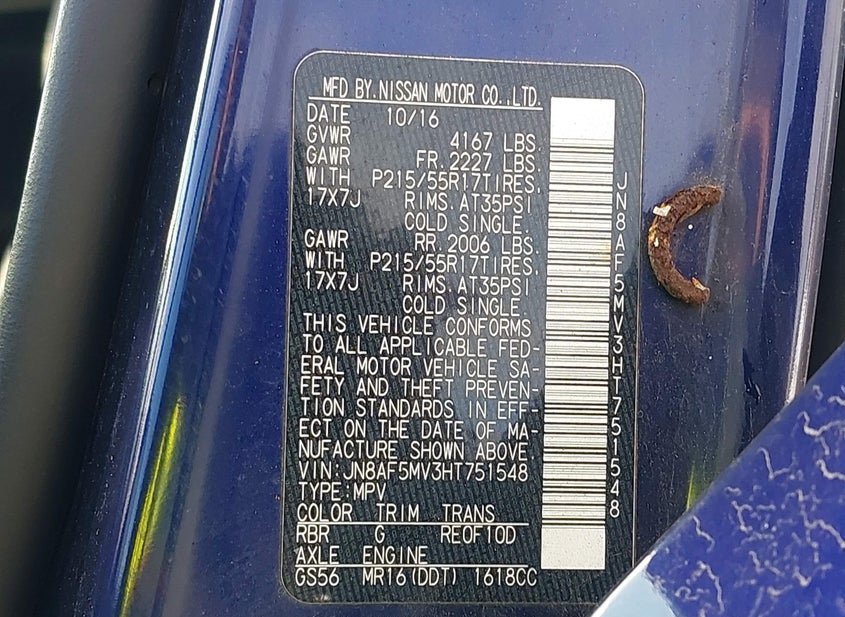 MFD BY.NISSAN MOTOR CO.,LTD.
DATE 10/16
GVWR 4167 LBS.
GAWR FR.2227 LBS
WITH P215/55R17TIRES.
17X7J RIMS.AT35PSI
COLD SINGLE.
GAWR RR.2006 LBS.
WITH P215/55R17TIRES.
17X7J RIMS.AT35PSI
COLD SINGLE.
THIS VEHICLE CONFORMS
TO ALL APPLICABLE FED-
ERAL MOTOR VEHICLE SA-
FETY AND THEFT PREVEN-
TION STANDARDS IN EFF-
ECT ON THE DATE OF MA-
NUFACTURE SHOWN ABOVE.
VIN:JN8AF5MV3HT751548
TYPE:MPV
COLOR TRIM TRANS
RBR G RE0F10D
AXLE ENGINE
GS56 MR16(DDT) 1618CC
JN8AF5MV3HT751548